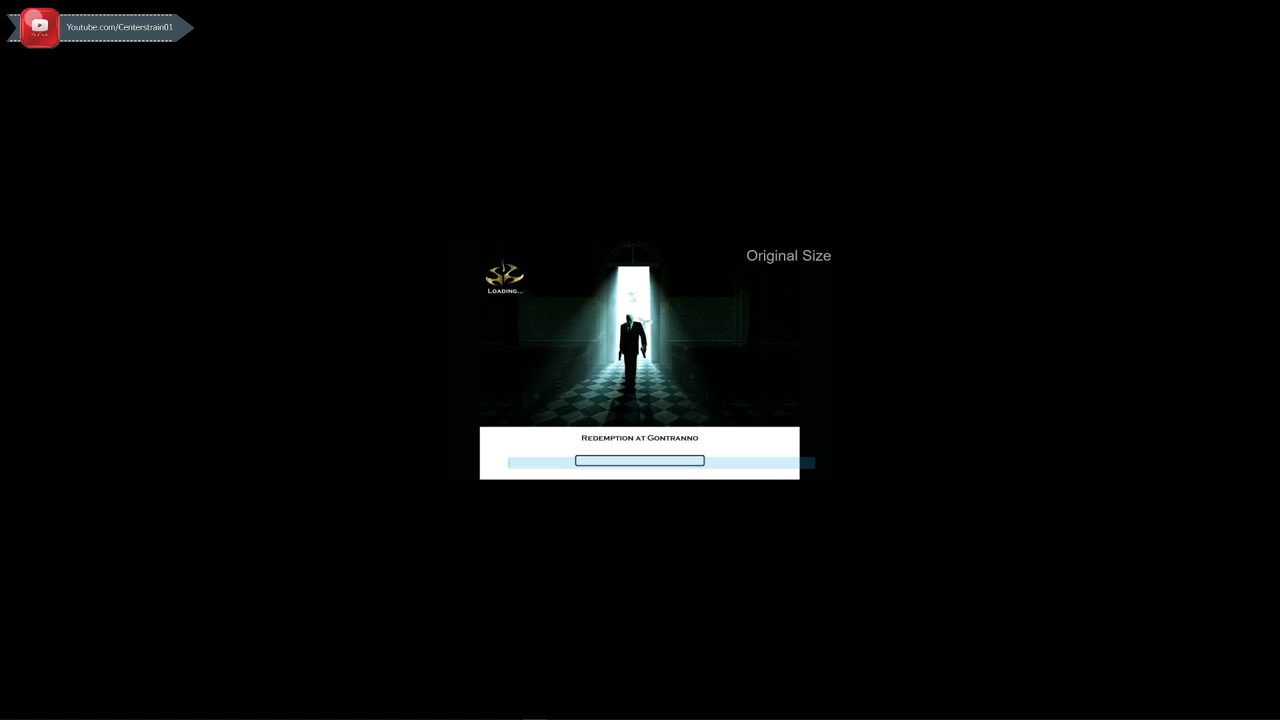 Youtube.com/Centerstrain01
Original Size
Loading...
Redemption at Gontranno